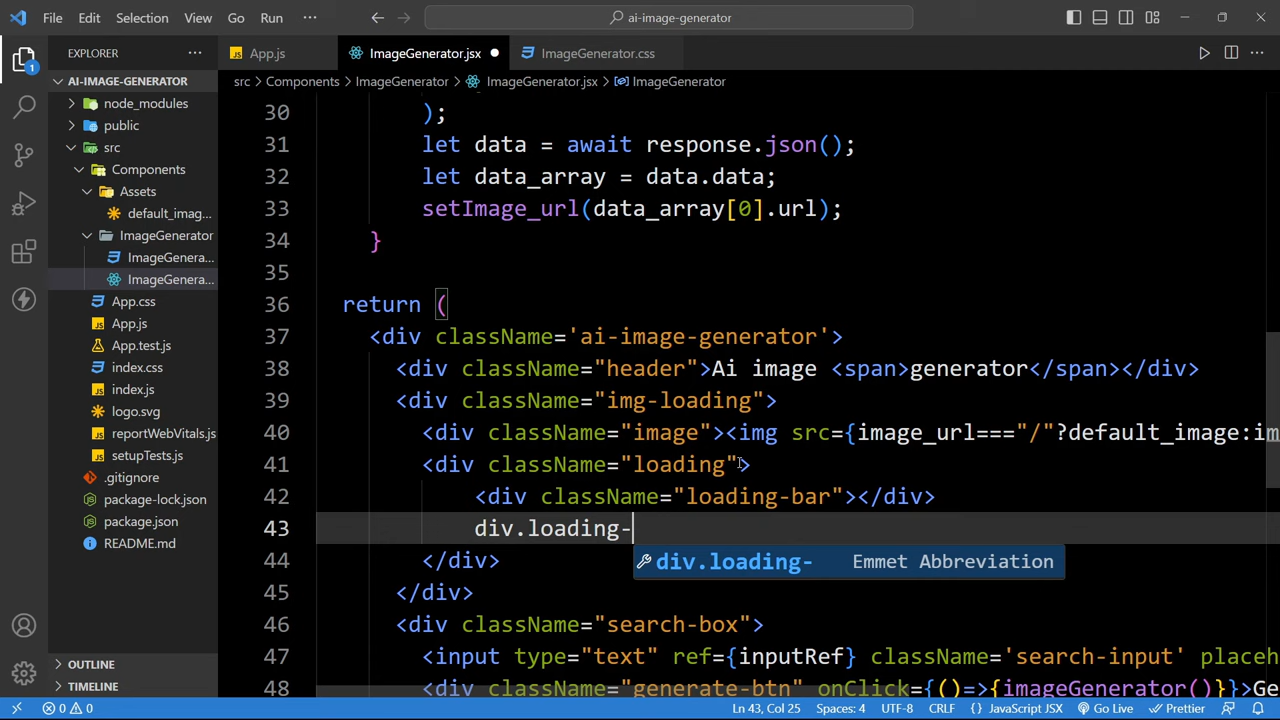 File Edit Selection View Go Run ··· ai-image-generator
EXPLORER ···
App.js ImageGenerator.jsx ImageGenerator.css ···
1
AI-IMAGE-GENERATOR
src > Components > ImageGenerator > ImageGenerator.jsx > ImageGenerator
node_modules
public
src
Components
Assets
default_imag...
ImageGenerator
ImageGenera...
ImageGenera...
App.css
App.js
App.test.js
index.css
index.js
logo.svg
reportWebVitals.js
setupTests.js
.gitignore
package-lock.json
package.json
README.md
OUTLINE
TIMELINE
30 );
31 let data = await response.json();
32 let data_array = data.data;
33 setImage_url(data_array[0].url);
34 }
35
36 return (
37 <div className='ai-image-generator'>
38 <div className="header">Ai image <span>generator</span></div>
39 <div className="img-loading">
40 <div className="image"><img src={image_url==="/"?default_image:im
41 <div className="loading">
42 <div className="loading-bar"></div>
43 div.loading-
div.loading- Emmet Abbreviation
44 </div>
45 </div>
46 <div className="search-box">
47 <input type="text" ref={inputRef} className='search-input' placeh
48 <div className="generate-btn" onClick={()=>{imageGenerator()}}>Ge
0 0 Ln 43, Col 25 Spaces: 4 UTF-8 CRLF {} JavaScript JSX Go Live Prettier